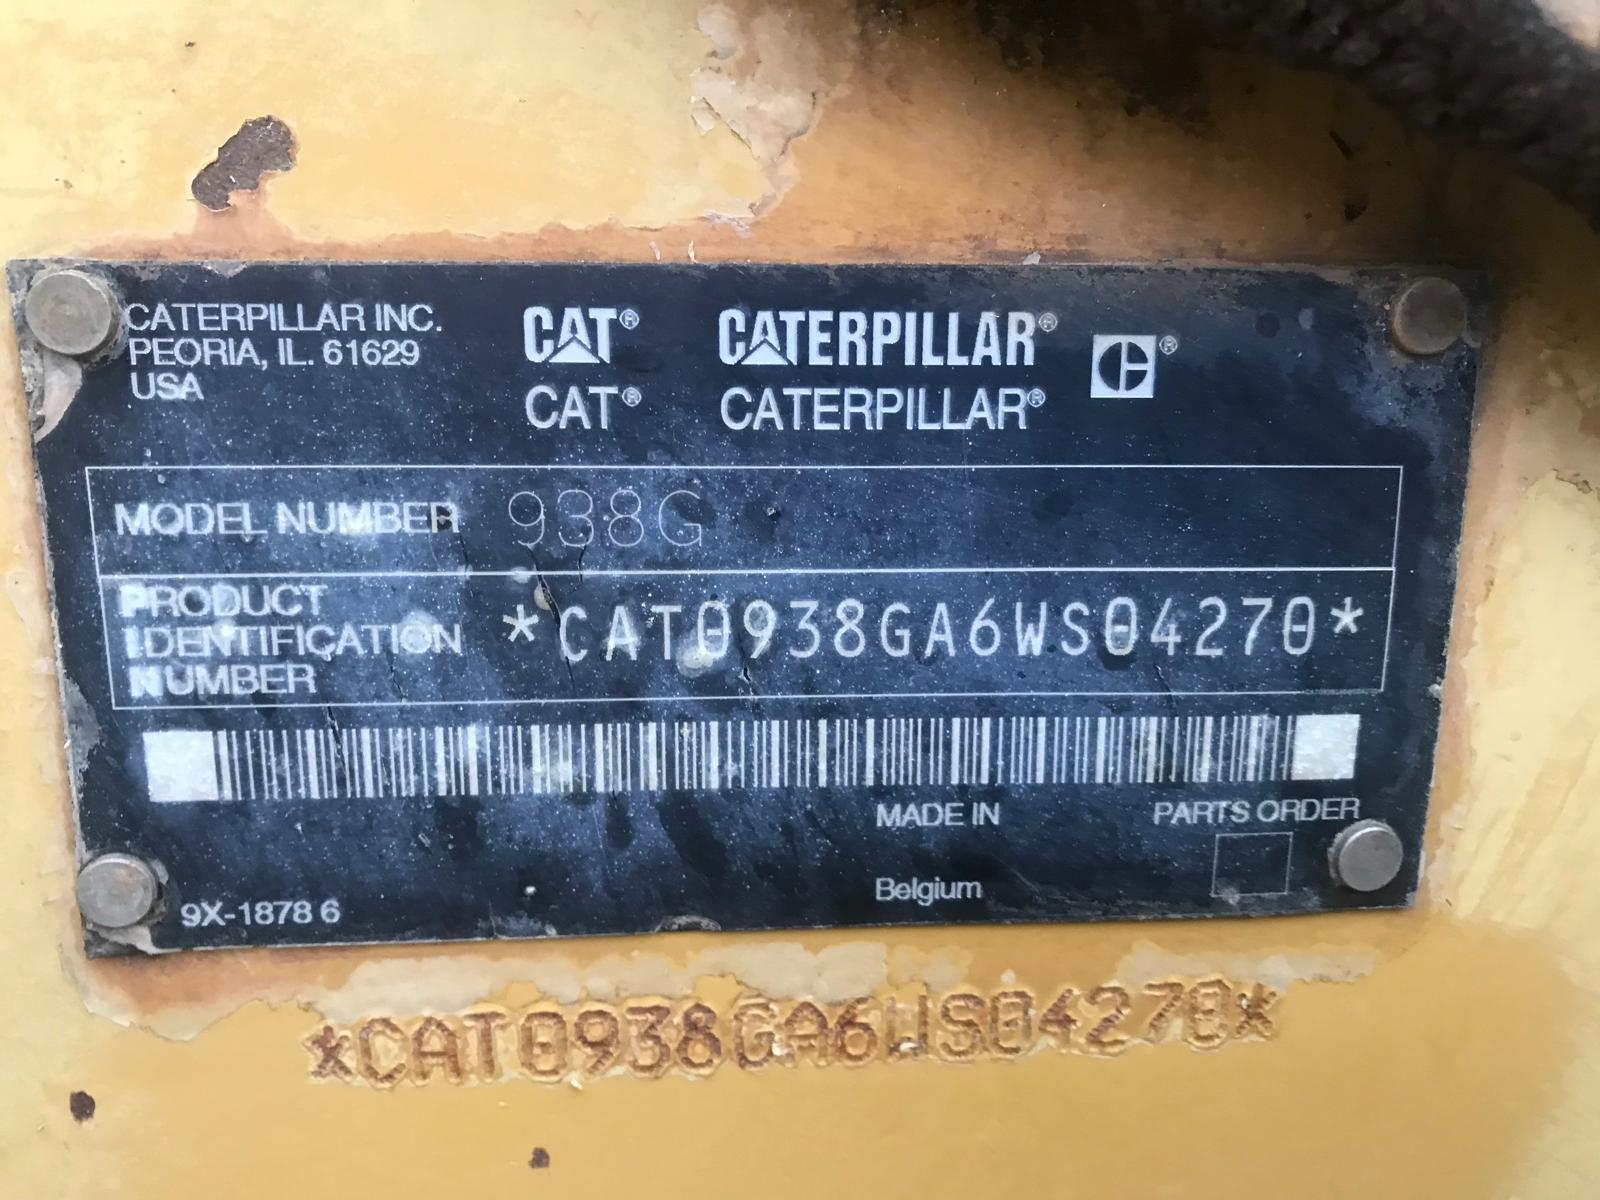 CATERPILLAR INC.
PEORIA, IL. 61629
USA
CAT®
CAT®
CATERPILLAR®
CATERPILLAR®
C®
MODEL NUMBER 938G
PRODUCT
IDENTIFICATION
NUMBER
*CAT0938GA6WS04270*
MADE IN
Belgium
PARTS ORDER
9X-1878 6
*CAT0938GA6WS04270*